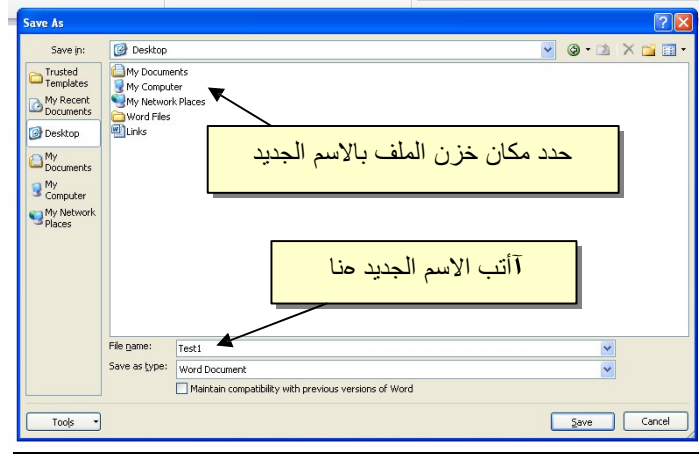 Save As
Save in:
Desktop
Trusted Templates
My Recent Documents
Desktop
My Documents
My Computer
My Network Places
My Documents
My Computer
My Network Places
Word Files
Links
حدد مكان خزن الملف بالاسم الجديد
آأتب الاسم الجديد هنا
File name:
Test1
Save as type:
Word Document
Maintain compatibility with previous versions of Word
Tools
Save
Cancel